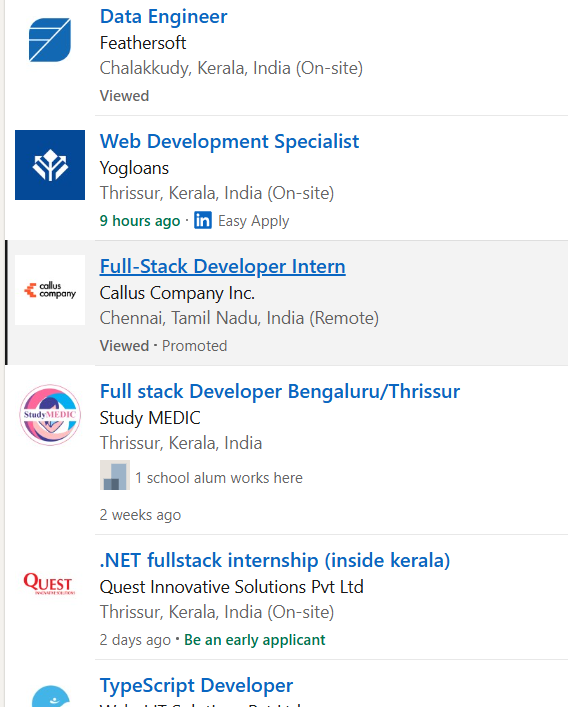 Data Engineer
Feathersoft
Chalakkudy, Kerala, India (On-site)
Viewed
Web Development Specialist
Yogloans
Thrissur, Kerala, India (On-site)
9 hours ago · in Easy Apply
callus
company
Full-Stack Developer Intern
Callus Company Inc.
Chennai, Tamil Nadu, India (Remote)
Viewed · Promoted
StudyMEDIC
Full stack Developer Bengaluru/Thrissur
Study MEDIC
Thrissur, Kerala, India
1 school alum works here
2 weeks ago
QUEST
INNOVATIVE SOLUTIONS
.NET fullstack internship (inside kerala)
Quest Innovative Solutions Pvt Ltd
Thrissur, Kerala, India (On-site)
2 days ago · Be an early applicant
TypeScript Developer